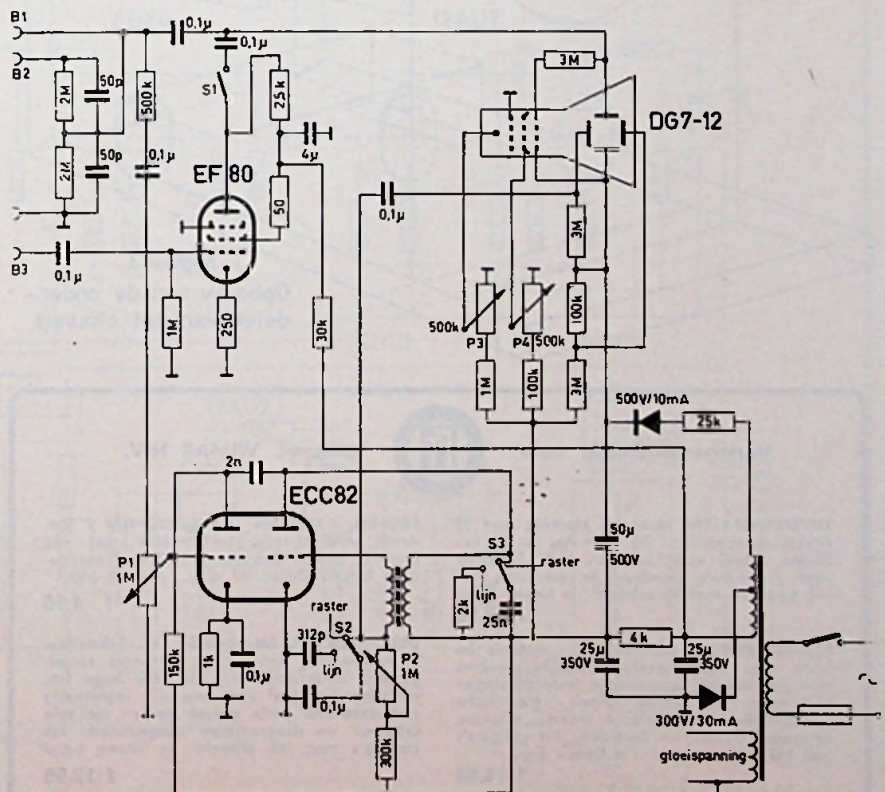 B1
0,1µ
0,1µ
B2
50p
2M
500k
S1
25k
3M
DG7-12
4µ
50p
2M
0,1µ
EF 80
50
0,1µ
3M
B3
0,1µ
1M
250
30k
500k
P3
P4
500k
100k
1M
100k
3M
500V/10mA
25k
2n
ECC82
S3
raster
50µ
500V
P1
1M
2k
lijn
25n
raster
S2
312p
lijn
150k
1k
0,1µ
0,1µ
P2
1M
300k
25µ
350V
4k
25µ
350V
300V/30mA
gloeispanning